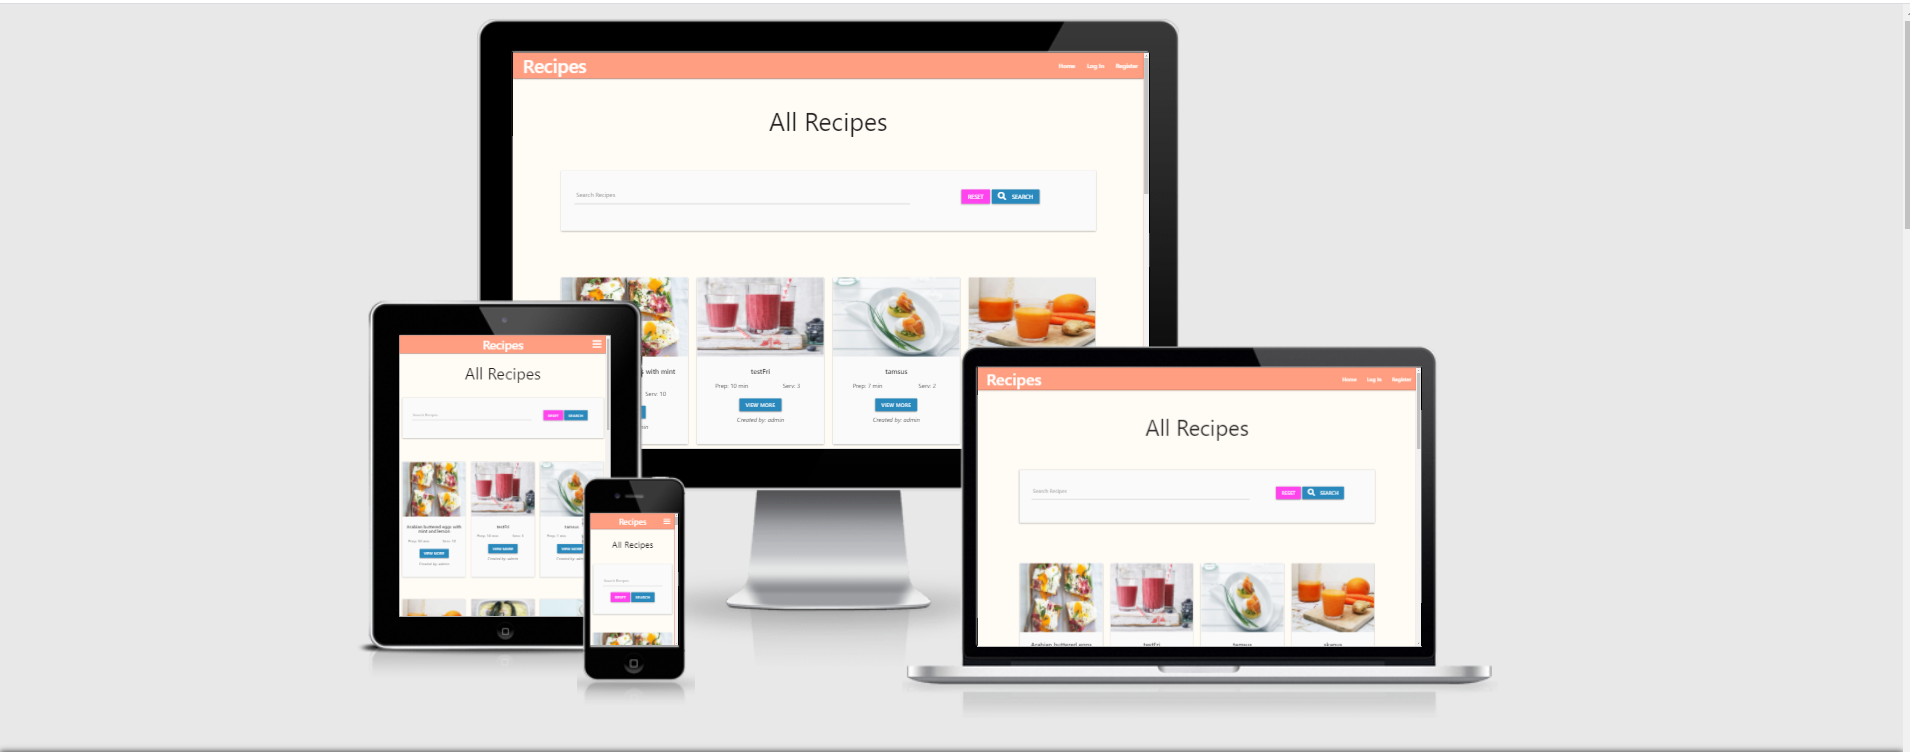 Recipes
Home Log In Register
All Recipes
Search Recipes
RESET SEARCH
with mint
Serv: 10
testFri
Prep: 10 min Serv: 3
VIEW MORE
Created by: admin
tamsus
Prep: 7 min Serv: 2
VIEW MORE
Created by: admin
Recipes
All Recipes
Search Recipes
RESET SEARCH
Arabian buttered eggs with
mint and lemon
Serv: 10
VIEW MORE
Created by: admin
testFri
VIEW MORE
Created by: admin
tamsus
VIEW MORE
Recipes
All Recipes
Search Recipes
RESET SEARCH
Recipes
Home Log In Register
All Recipes
Search Recipes
RESET SEARCH
Arabian buttered eggs
testFri
tamsus